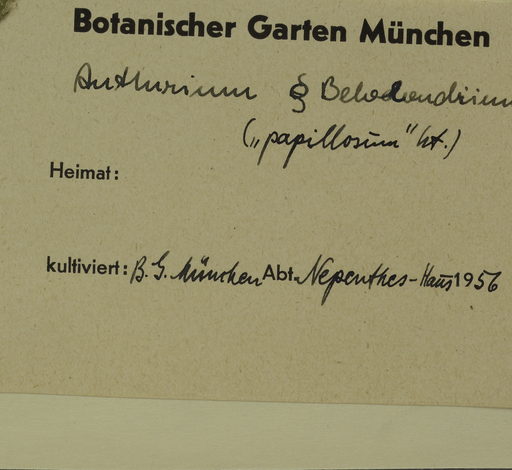 Botanischer Garten München
Anthurium § Belolonchium
(„papillosum" ht.)
Heimat:
kultiviert: B. G. München Abt. Nepenthes-Haus 1956